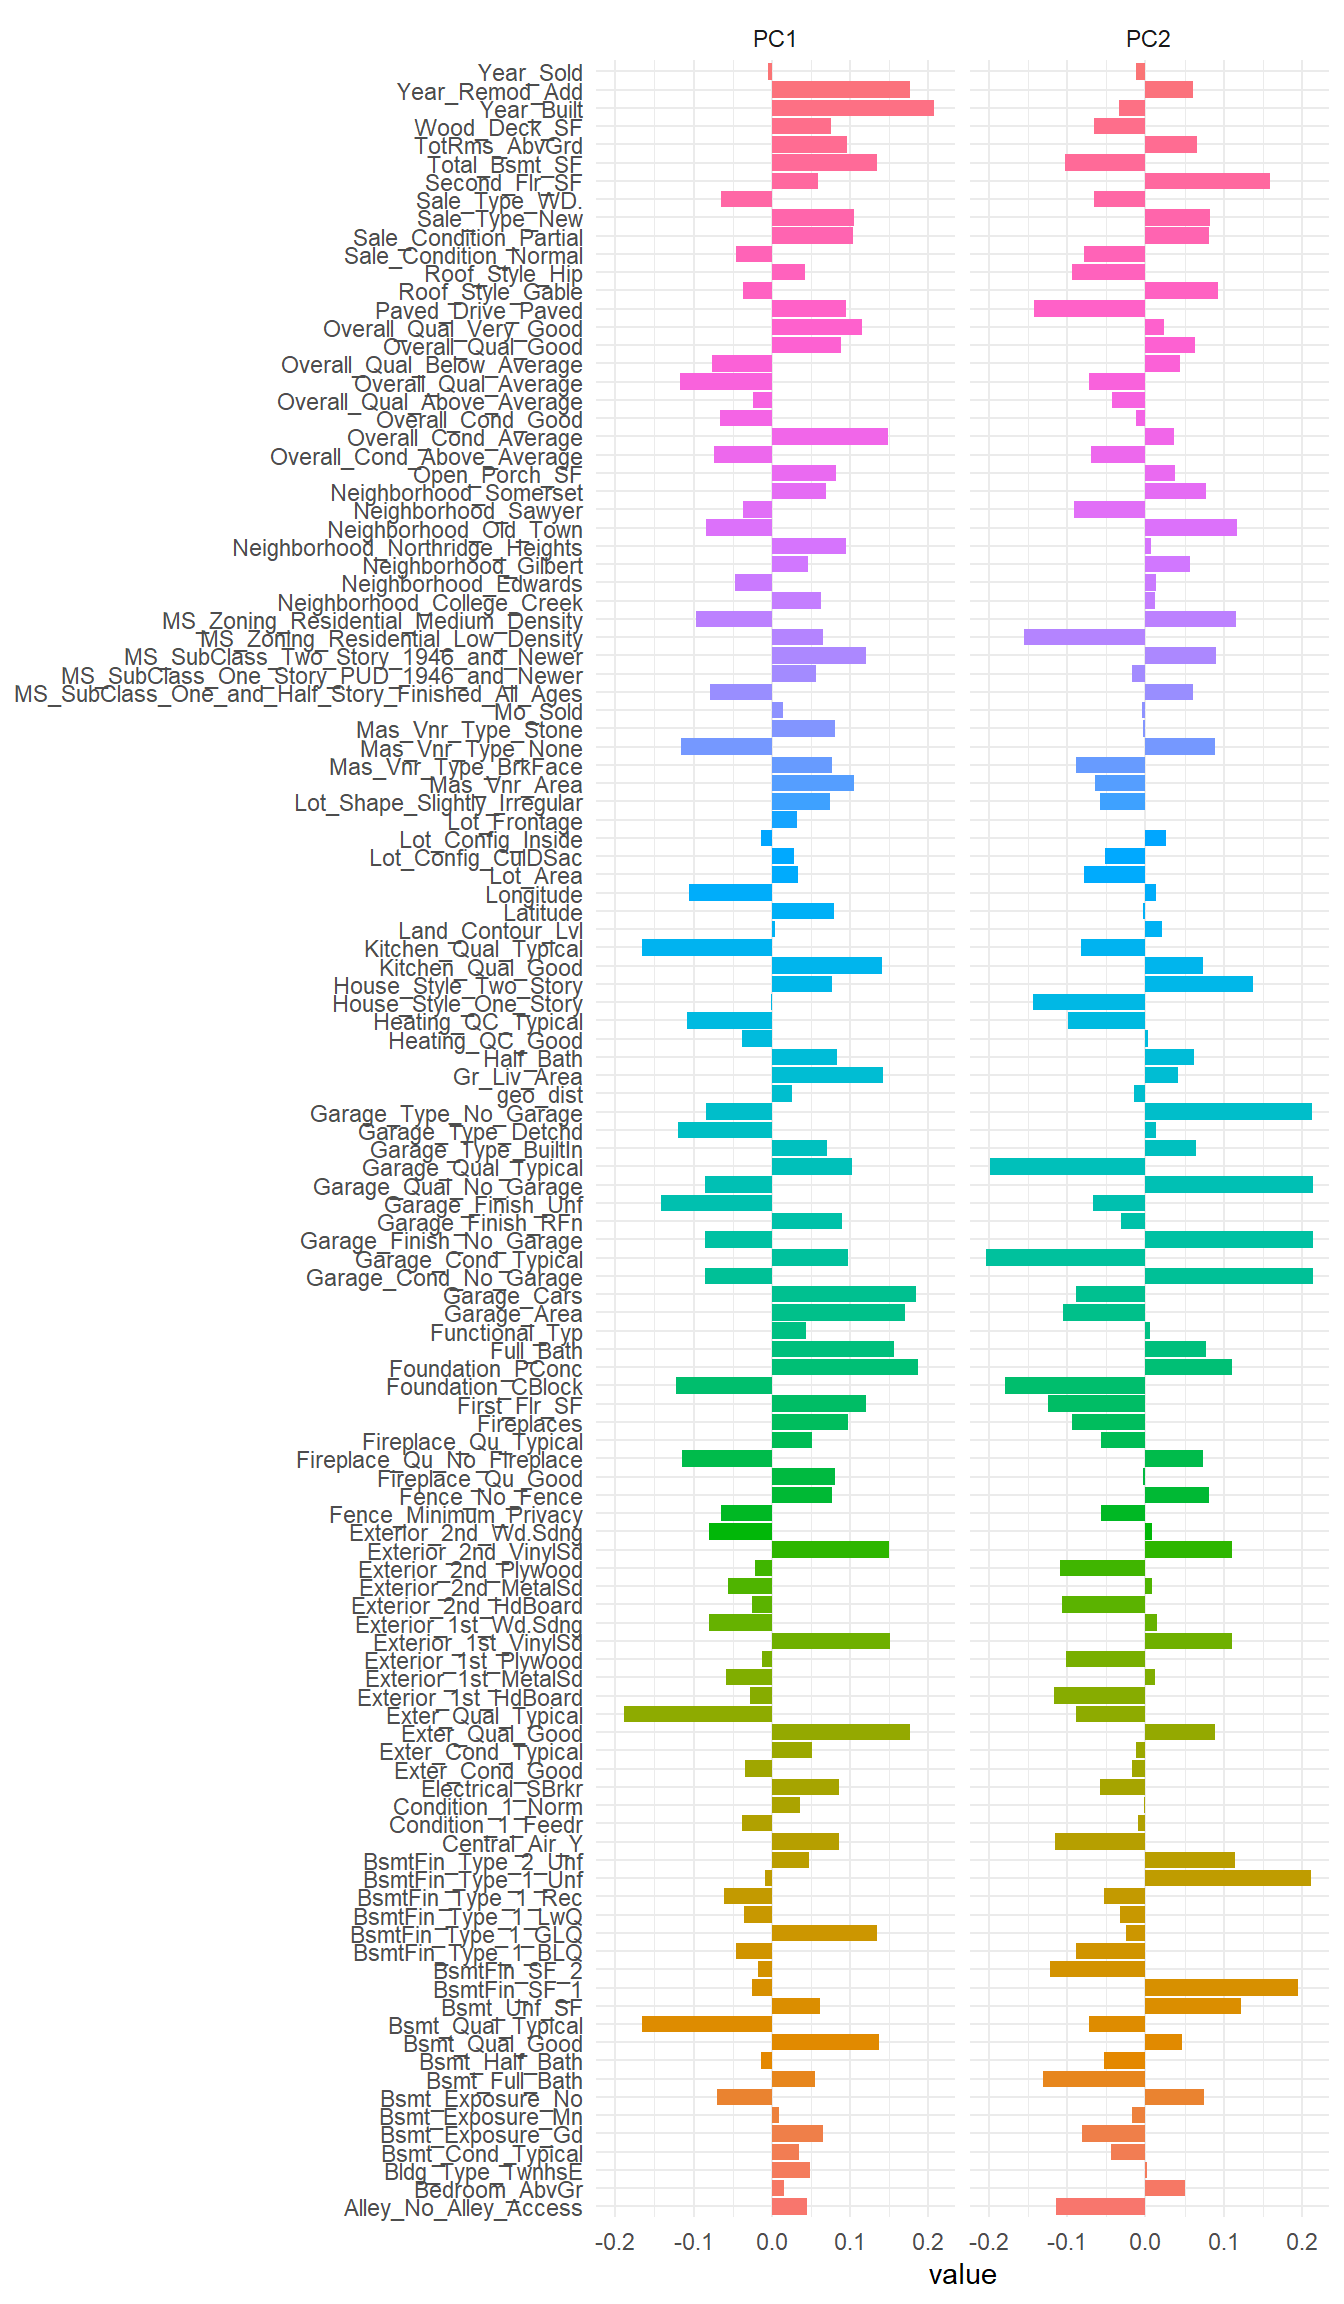 PC1 PC2
Year_Sold
Year_Remod_Add
Year_Built
Wood_Deck_SF
TotRms_AbvGrd
Total_Bsmt_SF
Second_Flr_SF
Sale_Type_WD.
Sale_Type_New
Sale_Condition_Partial
Sale_Condition_Normal
Roof_Style_Hip
Roof_Style_Gable
Paved_Drive_Paved
Overall_Qual_Very_Good
Overall_Qual_Good
Overall_Qual_Below_Average
Overall_Qual_Average
Overall_Qual_Above_Average
Overall_Cond_Good
Overall_Cond_Average
Overall_Cond_Above_Average
Open_Porch_SF
Neighborhood_Somerset
Neighborhood_Sawyer
Neighborhood_Old_Town
Neighborhood_Northridge_Heights
Neighborhood_Gilbert
Neighborhood_Edwards
Neighborhood_College_Creek
MS_Zoning_Residential_Medium_Density
MS_Zoning_Residential_Low_Density
MS_SubClass_Two_Story_1946_and_Newer
MS_SubClass_One_Story_PUD_1946_and_Newer
MS_SubClass_One_and_Half_Story_Finished_All_Ages
Mo_Sold
Mas_Vnr_Type_Stone
Mas_Vnr_Type_None
Mas_Vnr_Type_BrkFace
Mas_Vnr_Area
Lot_Shape_Slightly_Irregular
Lot_Frontage
Lot_Config_Inside
Lot_Config_CulDSac
Lot_Area
Longitude
Latitude
Land_Contour_Lvl
Kitchen_Qual_Typical
Kitchen_Qual_Good
House_Style_Two_Story
House_Style_One_Story
Heating_QC_Typical
Heating_QC_Good
Half_Bath
Gr_Liv_Area
geo_dist
Garage_Type_No_Garage
Garage_Type_Detchd
Garage_Type_BuiltIn
Garage_Qual_Typical
Garage_Qual_No_Garage
Garage_Finish_Unf
Garage_Finish_RFn
Garage_Finish_No_Garage
Garage_Cond_Typical
Garage_Cond_No_Garage
Garage_Cars
Garage_Area
Functional_Typ
Full_Bath
Foundation_PConc
Foundation_CBlock
First_Flr_SF
Fireplaces
Fireplace_Qu_Typical
Fireplace_Qu_No_Fireplace
Fireplace_Qu_Good
Fence_No_Fence
Fence_Minimum_Privacy
Exterior_2nd_Wd.Sdng
Exterior_2nd_VinylSd
Exterior_2nd_Plywood
Exterior_2nd_MetalSd
Exterior_2nd_HdBoard
Exterior_1st_Wd.Sdng
Exterior_1st_VinylSd
Exterior_1st_Plywood
Exterior_1st_MetalSd
Exterior_1st_HdBoard
Exter_Qual_Typical
Exter_Qual_Good
Exter_Cond_Typical
Exter_Cond_Good
Electrical_SBrkr
Condition_1_Norm
Condition_1_Feedr
Central_Air_Y
BsmtFin_Type_2_Unf
BsmtFin_Type_1_Unf
BsmtFin_Type_1_Rec
BsmtFin_Type_1_LwQ
BsmtFin_Type_1_GLQ
BsmtFin_Type_1_BLQ
BsmtFin_SF_2
BsmtFin_SF_1
Bsmt_Unf_SF
Bsmt_Qual_Typical
Bsmt_Qual_Good
Bsmt_Half_Bath
Bsmt_Full_Bath
Bsmt_Exposure_No
Bsmt_Exposure_Mn
Bsmt_Exposure_Gd
Bsmt_Cond_Typical
Bldg_Type_TwnhsE
Bedroom_AbvGr
Alley_No_Alley_Access
-0.2 -0.1 0.0 0.1 0.2 -0.2 -0.1 0.0 0.1 0.2
value